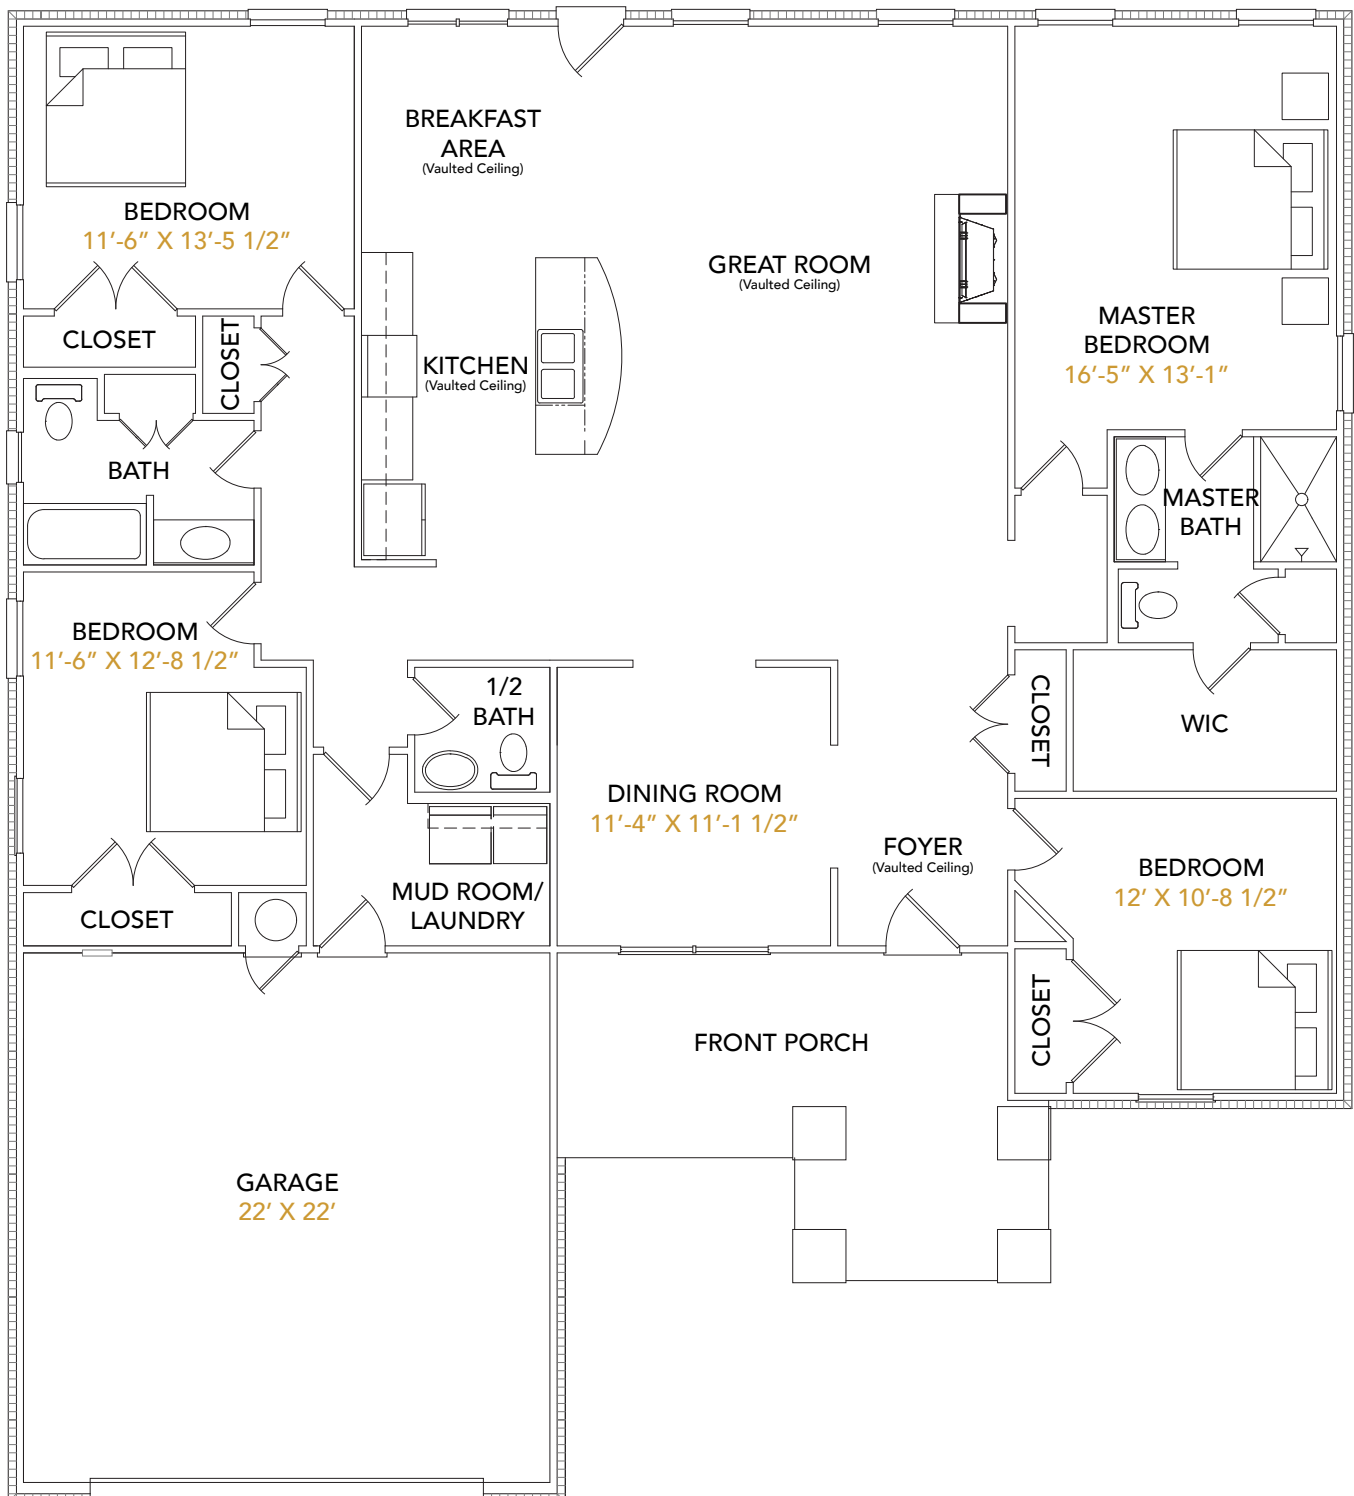 BREAKFAST
AREA
(Vaulted Ceiling)
BEDROOM
11'-6" X 13'-5 1/2"
GREAT ROOM
(Vaulted Ceiling)
MASTER
BEDROOM
16'-5" X 13'-1"
CLOSET
CLOSET
KITCHEN
(Vaulted Ceiling)
BATH
MASTER
BATH
BEDROOM
11'-6" X 12'-8 1/2"
1/2
BATH
CLOSET
WIC
DINING ROOM
11'-4" X 11'-1 1/2"
FOYER
(Vaulted Ceiling)
BEDROOM
12' X 10'-8 1/2"
MUD ROOM/
LAUNDRY
CLOSET
CLOSET
FRONT PORCH
GARAGE
22' X 22'